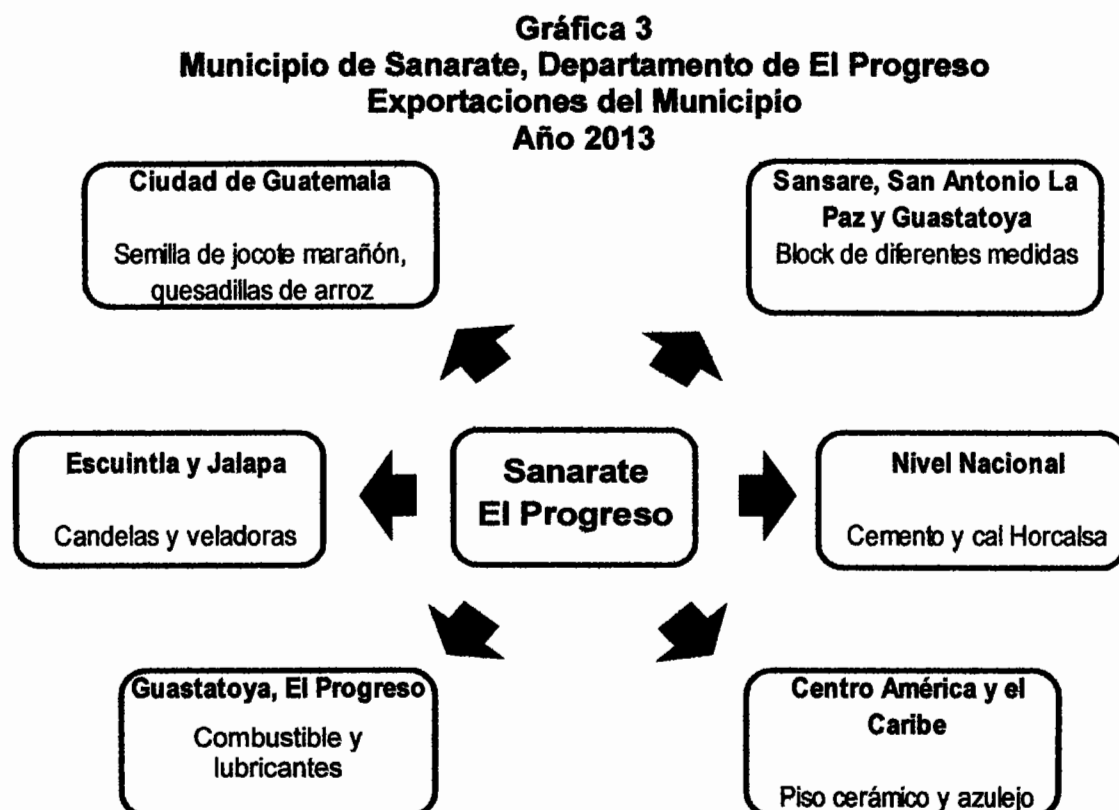 Gráfica 3
Municipio de Sanarate, Departamento de El Progreso
Exportaciones del Municipio
Año 2013
Ciudad de Guatemala
Semilla de jocote marañón,
quesadillas de arroz
Sansare, San Antonio La
Paz y Guastatoya
Block de diferentes medidas
Escuintla y Jalapa
Candelas y veladoras
Sanarate
El Progreso
Nivel Nacional
Cemento y cal Horcalsa
Guastatoya, El Progreso
Combustible y
lubricantes
Centro América y el
Caribe
Piso cerámico y azulejo